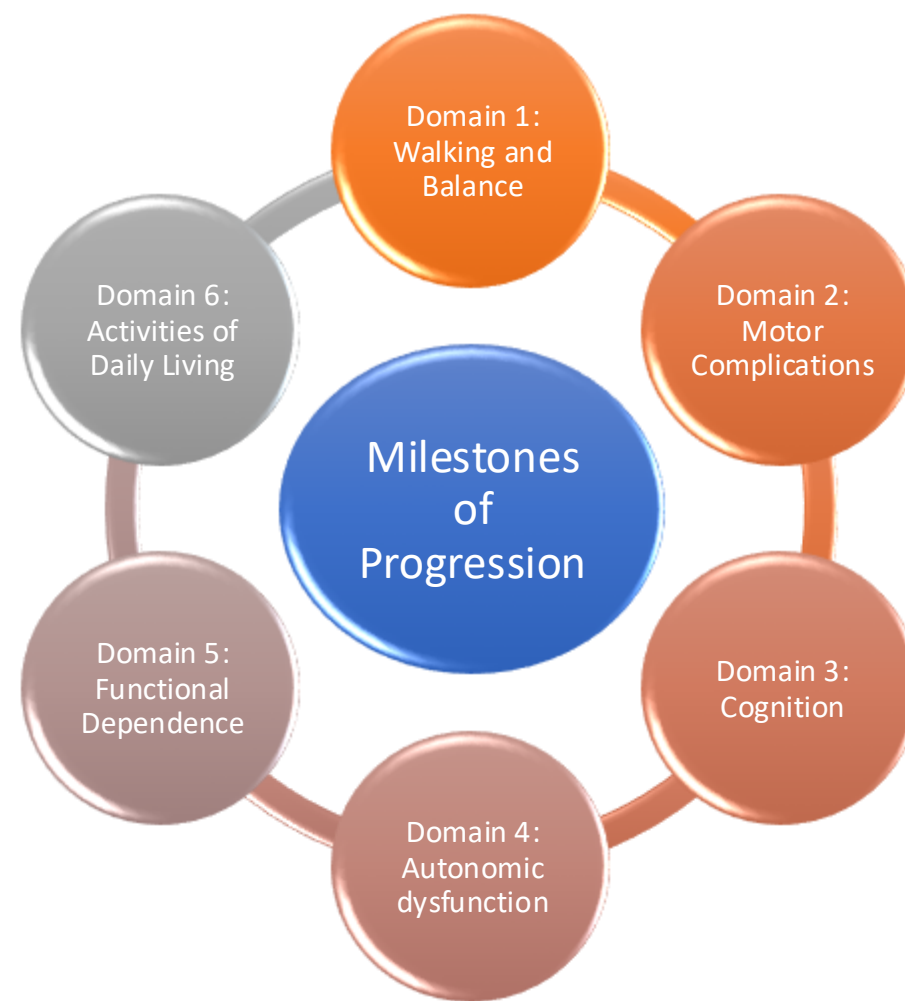 Domain 1:
Walking and
Balance
Domain 2:
Motor
Complications
Domain 3:
Cognition
Domain 4:
Autonomic
dysfunction
Domain 5:
Functional
Dependence
Domain 6:
Activities of
Daily Living
Milestones
of
Progression